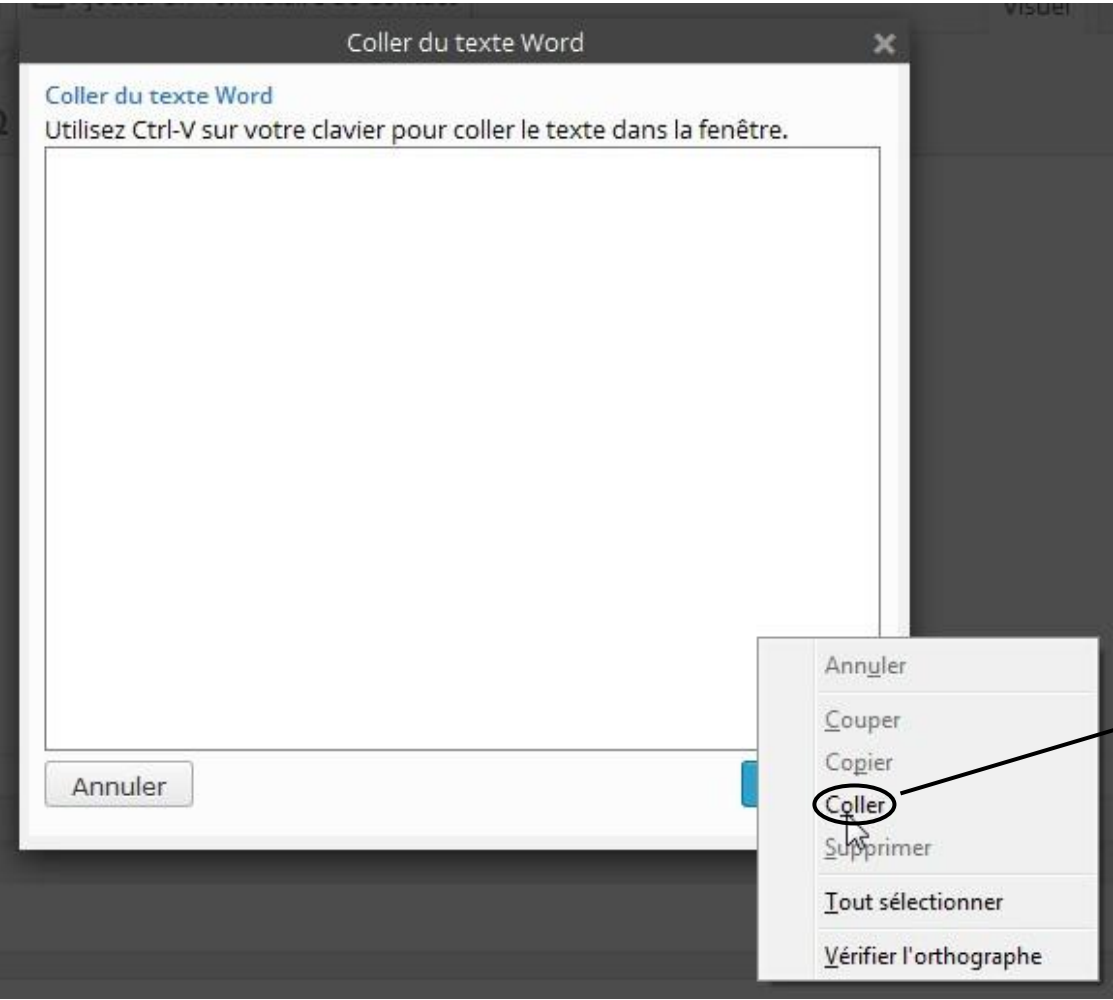 Visuel
Coller du texte Word
Coller du texte Word
Utilisez Ctrl-V sur votre clavier pour coller le texte dans la fenêtre.
Annuler
Annuler
Couper
Copier
Coller
Supprimer
Tout sélectionner
Vérifier l'orthographe